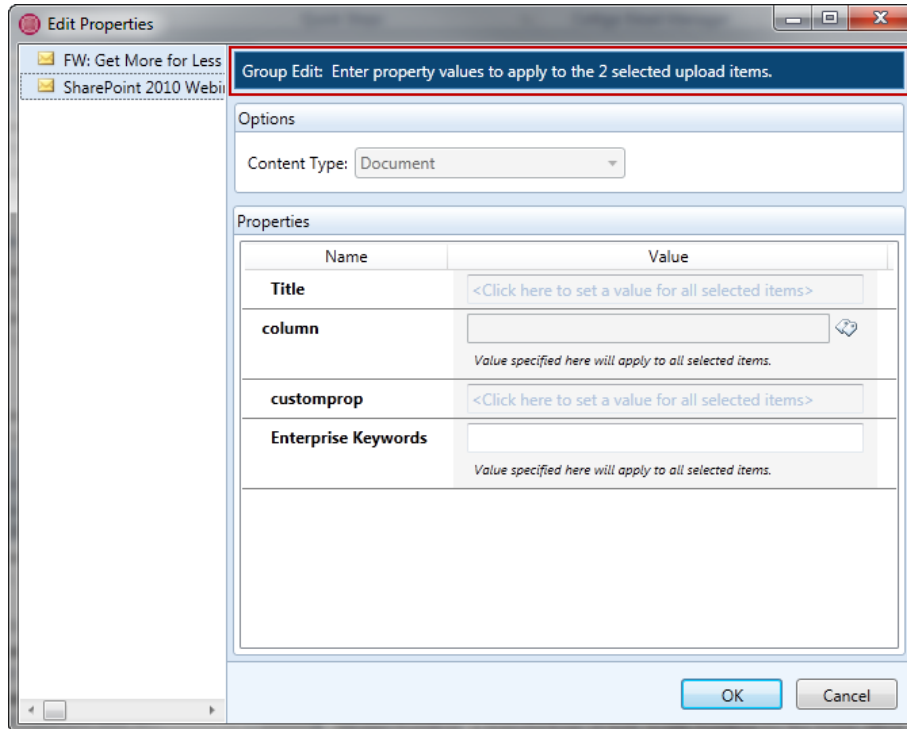 Edit Properties
FW: Get More for Less
SharePoint 2010 Webin
Group Edit: Enter property values to apply to the 2 selected upload items.
Options
Content Type: Document
Properties
Name Value
Title <Click here to set a value for all selected items>
column
Value specified here will apply to all selected items.
customprop <Click here to set a value for all selected items>
Enterprise Keywords
Value specified here will apply to all selected items.
OK Cancel